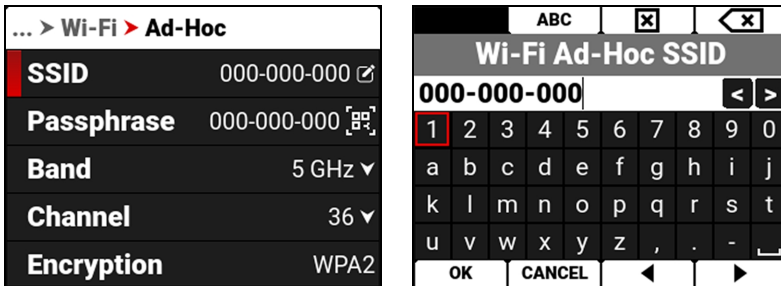 ... > Wi-Fi > Ad-Hoc
SSID 000-000-000
Passphrase 000-000-000
Band 5 GHz
Channel 36
Encryption WPA2
ABC
Wi-Fi Ad-Hoc SSID
000-000-000 < >
1 2 3 4 5 6 7 8 9 0
a b c d e f g h i j
k l m n o p q r s t
u v w x y z , . -
OK CANCEL